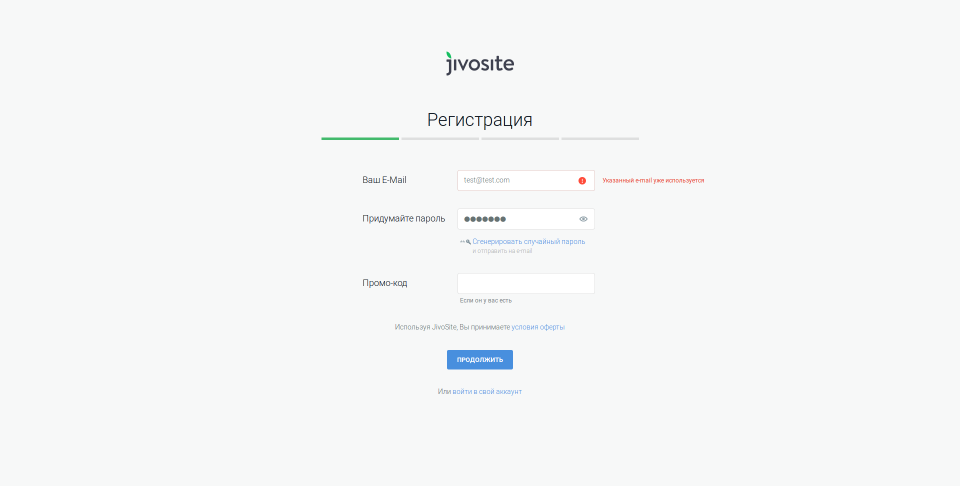 jivosite
Регистрация
Ваш E-Mail
test@test.com
Указанный e-mail уже используется
Придумайте пароль
Сгенерировать случайный пароль
и отправить на email
Промо-код
Если он у вас есть
Используя JivoSite, Вы принимаете условия оферты
ПРОДОЛЖИТЬ
Или войти в свой аккаунт